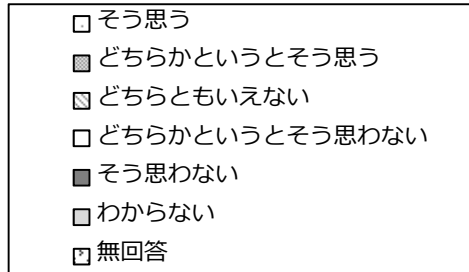 そう思う
どちらかというとそう思う
どちらともいえない
どちらかというとそう思わない
そう思わない
わからない
無回答